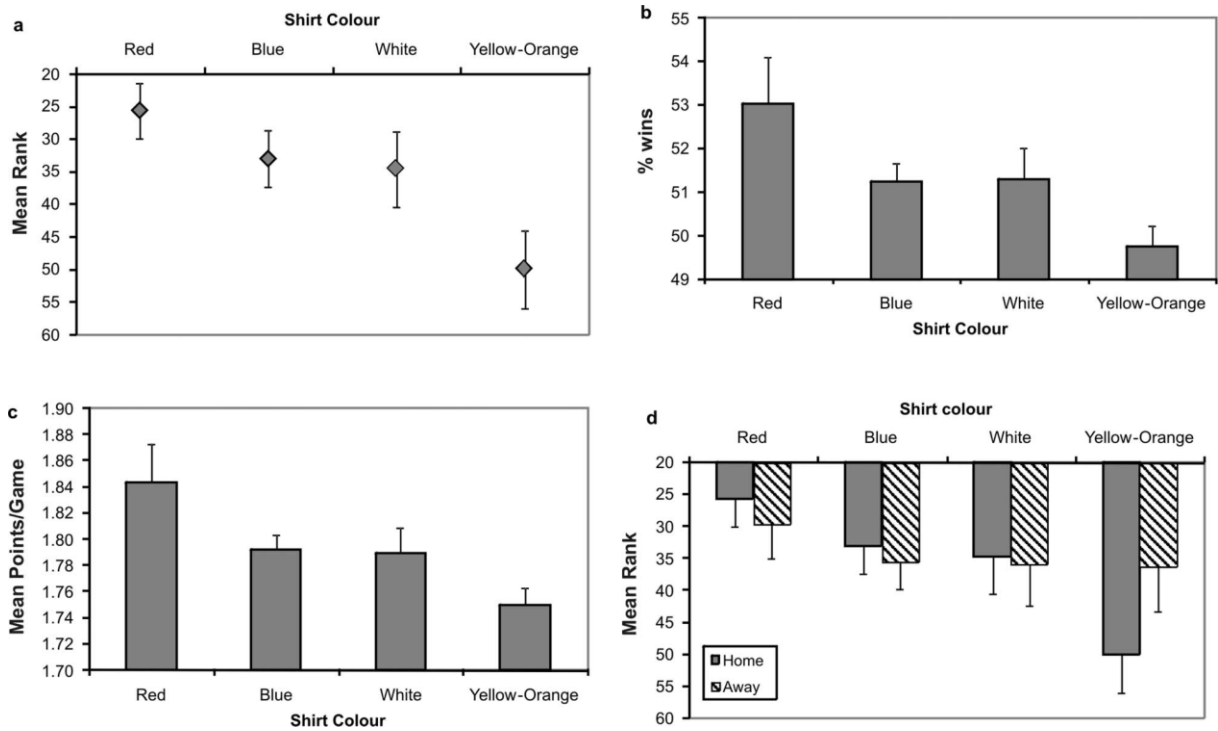 a
Shirt Colour
Red Blue White Yellow-Orange
20
25
30
35
40
45
50
55
60
Mean Rank
b
55
54
53
52
51
50
49
% wins
Red Blue White Yellow-Orange
Shirt Colour
c
1.90
1.88
1.86
1.84
1.82
1.80
1.78
1.76
1.74
1.72
1.70
Mean Points/Game
Red Blue White Yellow-Orange
Shirt Colour
d
Shirt colour
Red Blue White Yellow-Orange
20
25
30
35
40
45
50
55
60
Mean Rank
Home
Away